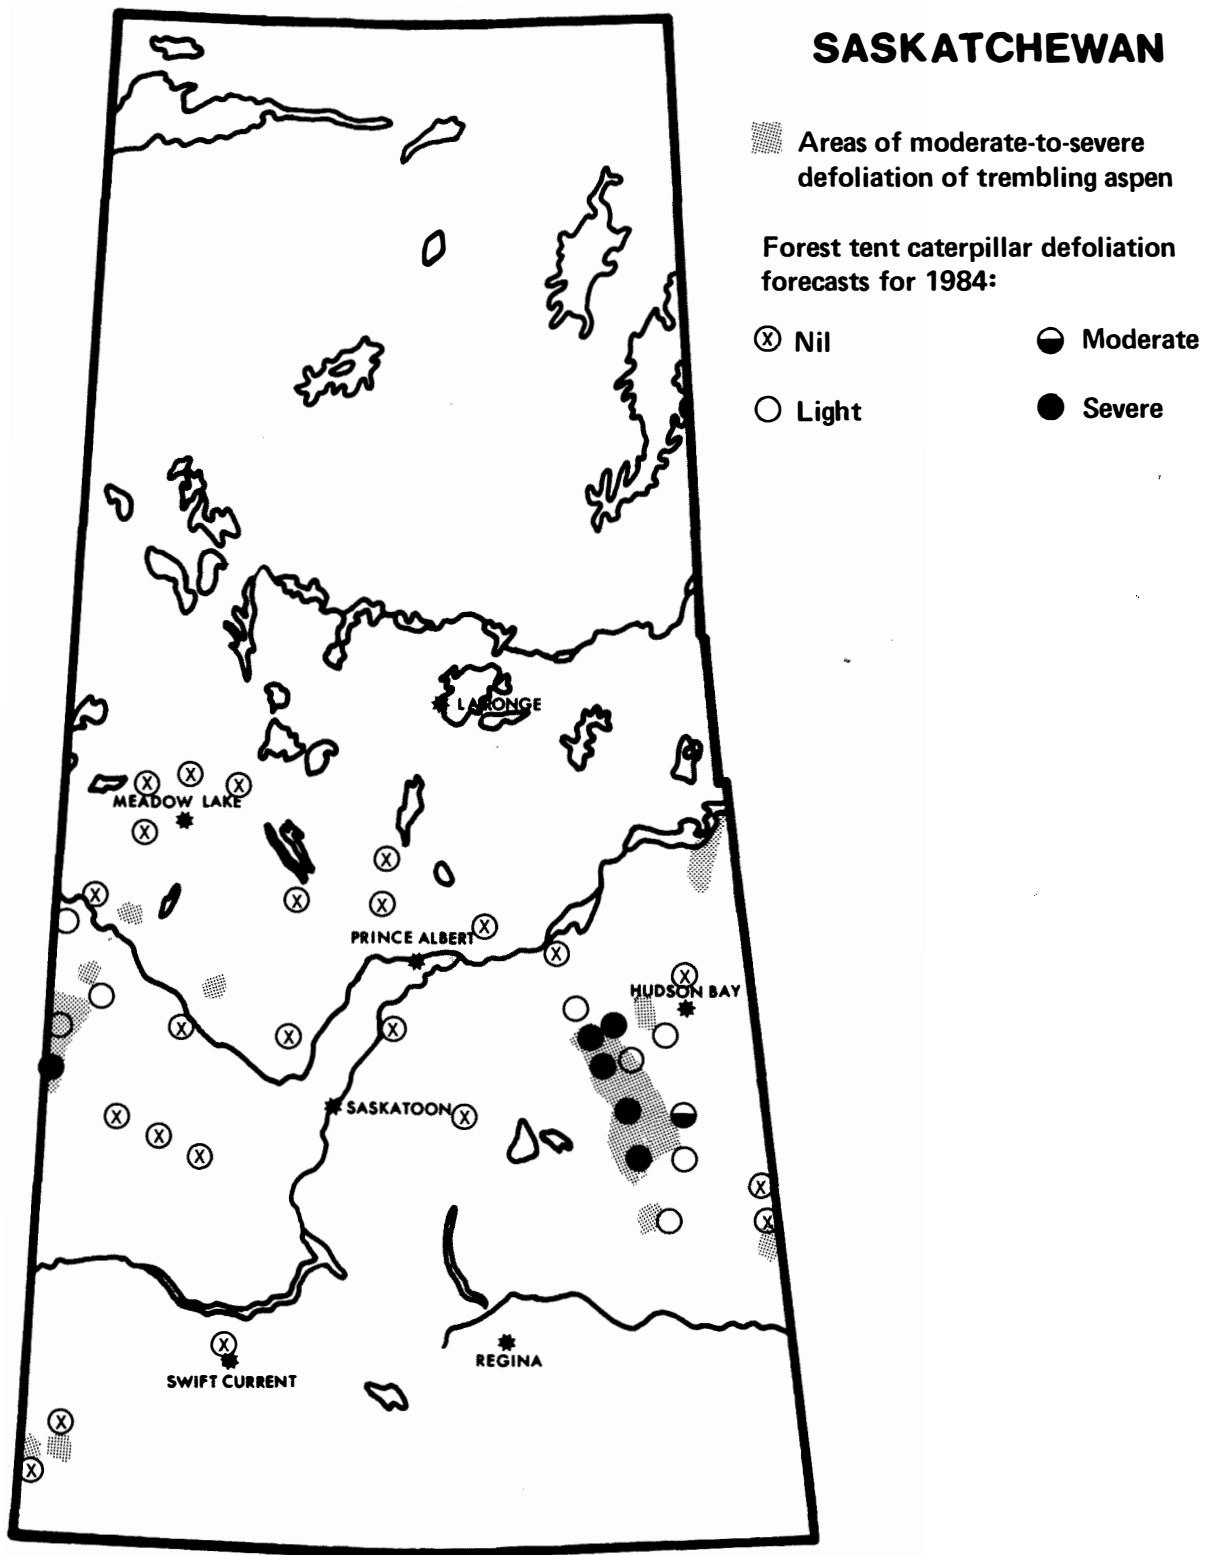 SASKATCHEWAN
Areas of moderate-to-severe
defoliation of trembling aspen
Forest tent caterpillar defoliation
forecasts for 1984:
Nil
Moderate
Light
Severe
LA RONGE
MEADOW LAKE
PRINCE ALBERT
HUDSON BAY
SASKATOON
REGINA
SWIFT CURRENT